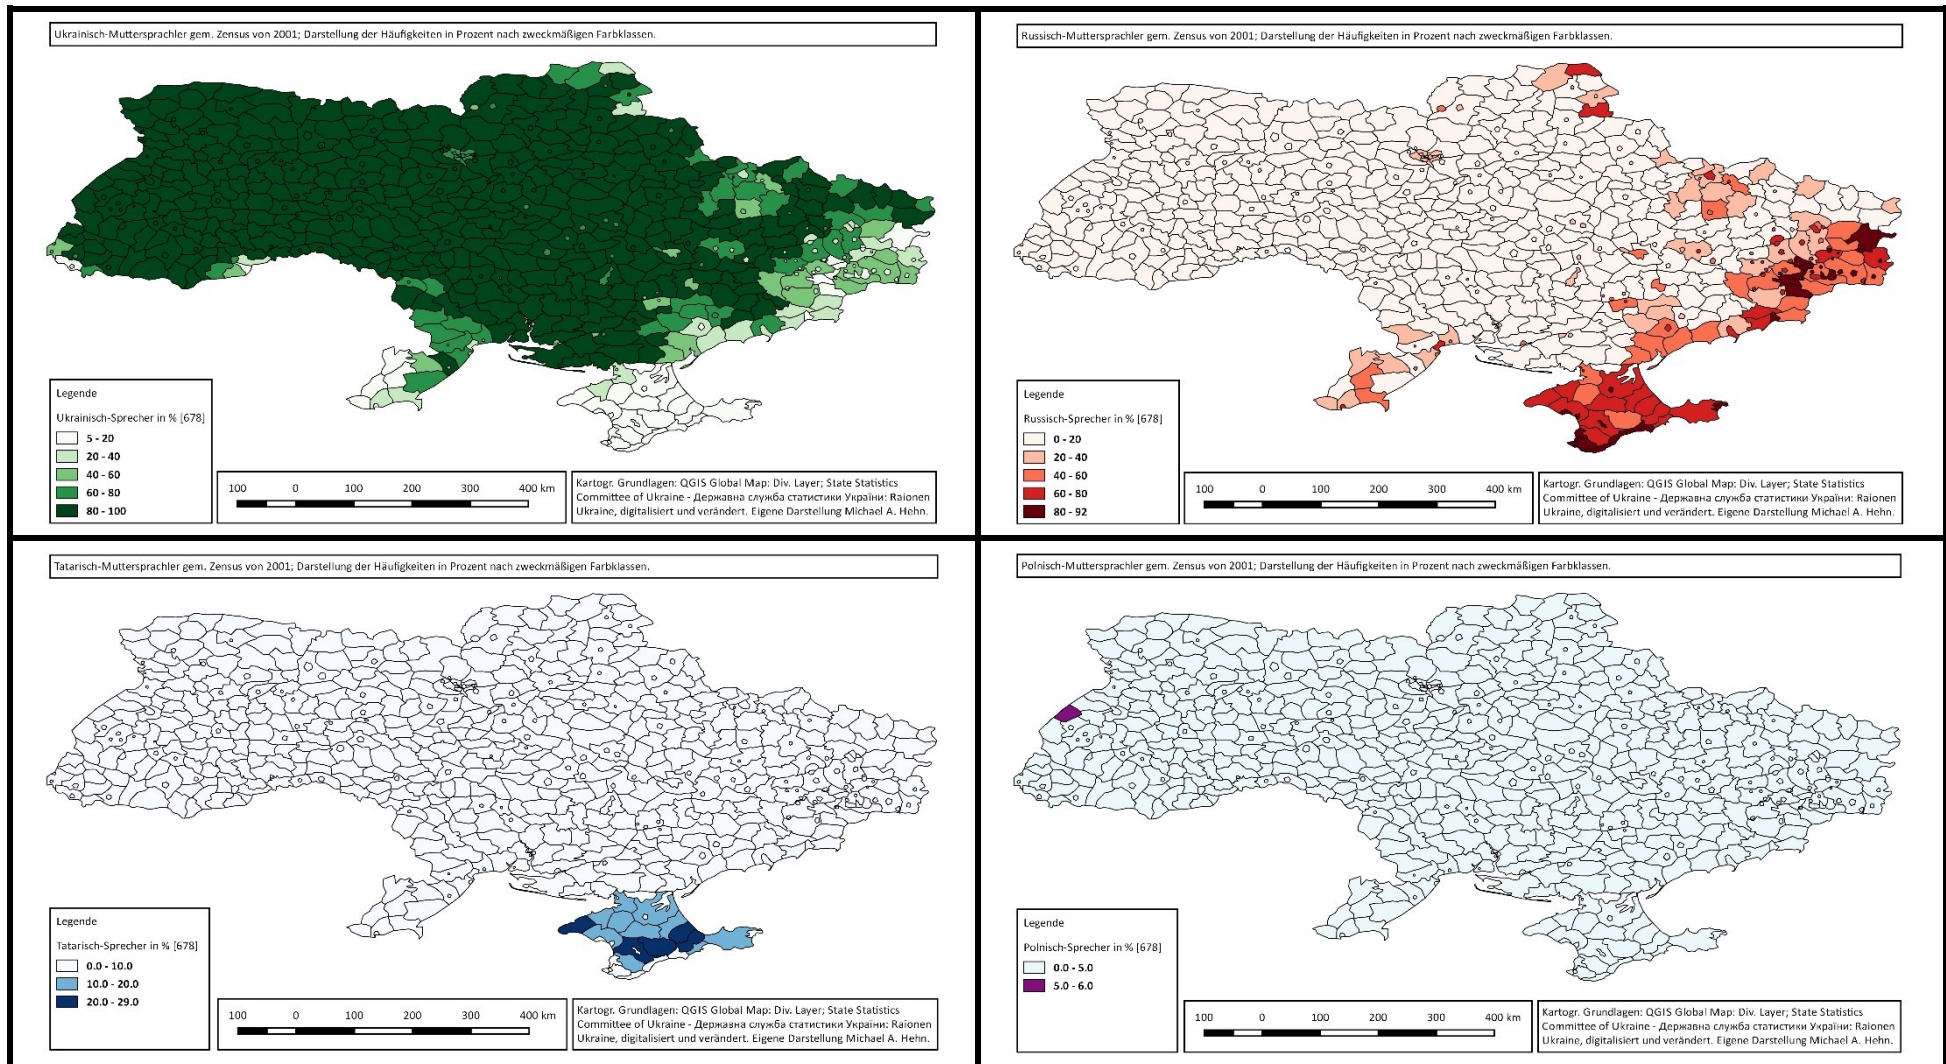 Ukrainisch-Muttersprachler gem. Zensus von 2001; Darstellung der Häufigkeiten in Prozent nach zweckmäßigen Farbklassen.
Legende
Ukrainisch-Sprecher in % [678]
5 - 20
20 - 40
40 - 60
60 - 80
80 - 100
100 0 100 200 300 400 km
Kartogr. Grundlagen: QGIS Global Map: Div. Layer; State Statistics
Committee of Ukraine - Державна служба статистики України: Raionen
Ukraine, digitalisiert und verändert. Eigene Darstellung Michael A. Hehn.
Russisch-Muttersprachler gem. Zensus von 2001; Darstellung der Häufigkeiten in Prozent nach zweckmäßigen Farbklassen.
Legende
Russisch-Sprecher in % [678]
0 - 20
20 - 40
40 - 60
60 - 80
80 - 92
100 0 100 200 300 400 km
Kartogr. Grundlagen: QGIS Global Map: Div. Layer; State Statistics
Committee of Ukraine - Державна служба статистики України: Raionen
Ukraine, digitalisiert und verändert. Eigene Darstellung Michael A. Hehn.
Tatarisch-Muttersprachler gem. Zensus von 2001; Darstellung der Häufigkeiten in Prozent nach zweckmäßigen Farbklassen.
Legende
Tatarisch-Sprecher in % [678]
0.0 - 10.0
10.0 - 20.0
20.0 - 29.0
100 0 100 200 300 400 km
Kartogr. Grundlagen: QGIS Global Map: Div. Layer; State Statistics
Committee of Ukraine - Державна служба статистики України: Raionen
Ukraine, digitalisiert und verändert. Eigene Darstellung Michael A. Hehn.
Polnisch-Muttersprachler gem. Zensus von 2001; Darstellung der Häufigkeiten in Prozent nach zweckmäßigen Farbklassen.
Legende
Polnisch-Sprecher in % [678]
0.0 - 5.0
5.0 - 6.0
100 0 100 200 300 400 km
Kartogr. Grundlagen: QGIS Global Map: Div. Layer; State Statistics
Committee of Ukraine - Державна служба статистики України: Raionen
Ukraine, digitalisiert und verändert. Eigene Darstellung Michael A. Hehn.